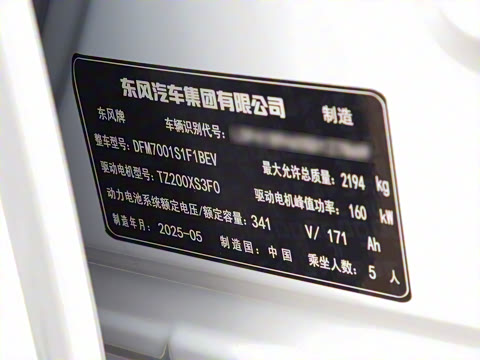 东风汽车集团有限公司 制造
东风牌 车辆识别代号:
整车型号: DFM7001S1F1BEV 最大允许总质量: 2194 kg
驱动电机型号: TZ200XS3F0 驱动电机峰值功率: 160 kW
动力电池系统额定电压/额定容量: 341 V/ 171 Ah
制造年月: 2025-05 制造国: 中国 乘坐人数: 5 人